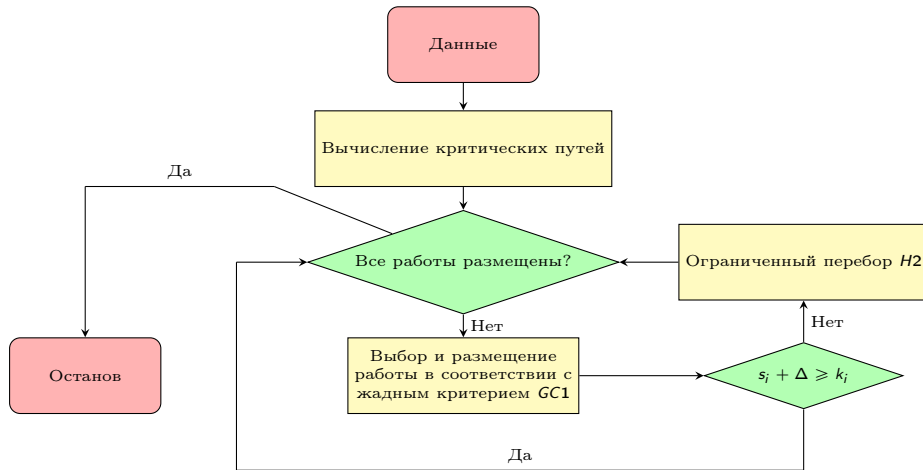 Данные
Вычисление критических путей
Да
Все работы размещены?
Ограниченный перебор H2
Нет
Нет
Останов
Выбор и размещение
работы в соответствии с
жадным критерием GC1
s_i + Δ ⩾ k_i
Да